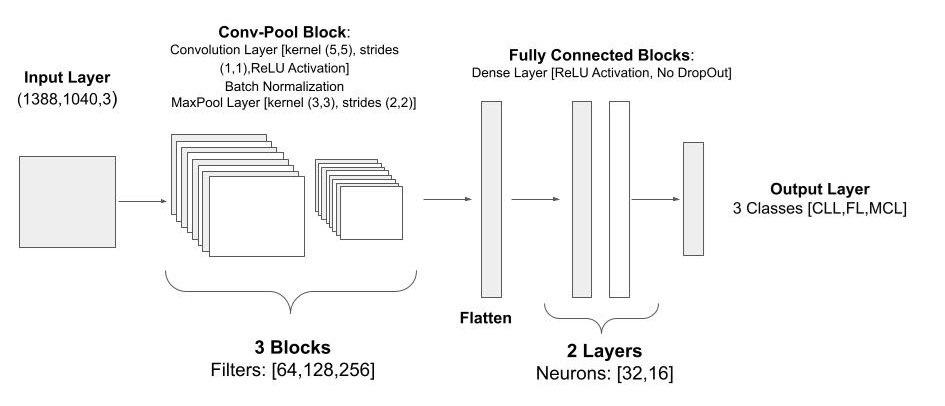 Input Layer
(1388,1040,3)
Conv-Pool Block:
Convolution Layer [kernel (5,5), strides
(1,1),ReLU Activation]
Batch Normalization
MaxPool Layer [kernel (3,3), strides (2,2)]
3 Blocks
Filters: [64,128,256]
Flatten
Fully Connected Blocks:
Dense Layer [ReLU Activation, No DropOut]
2 Layers
Neurons: [32,16]
Output Layer
3 Classes [CLL,FL,MCL]